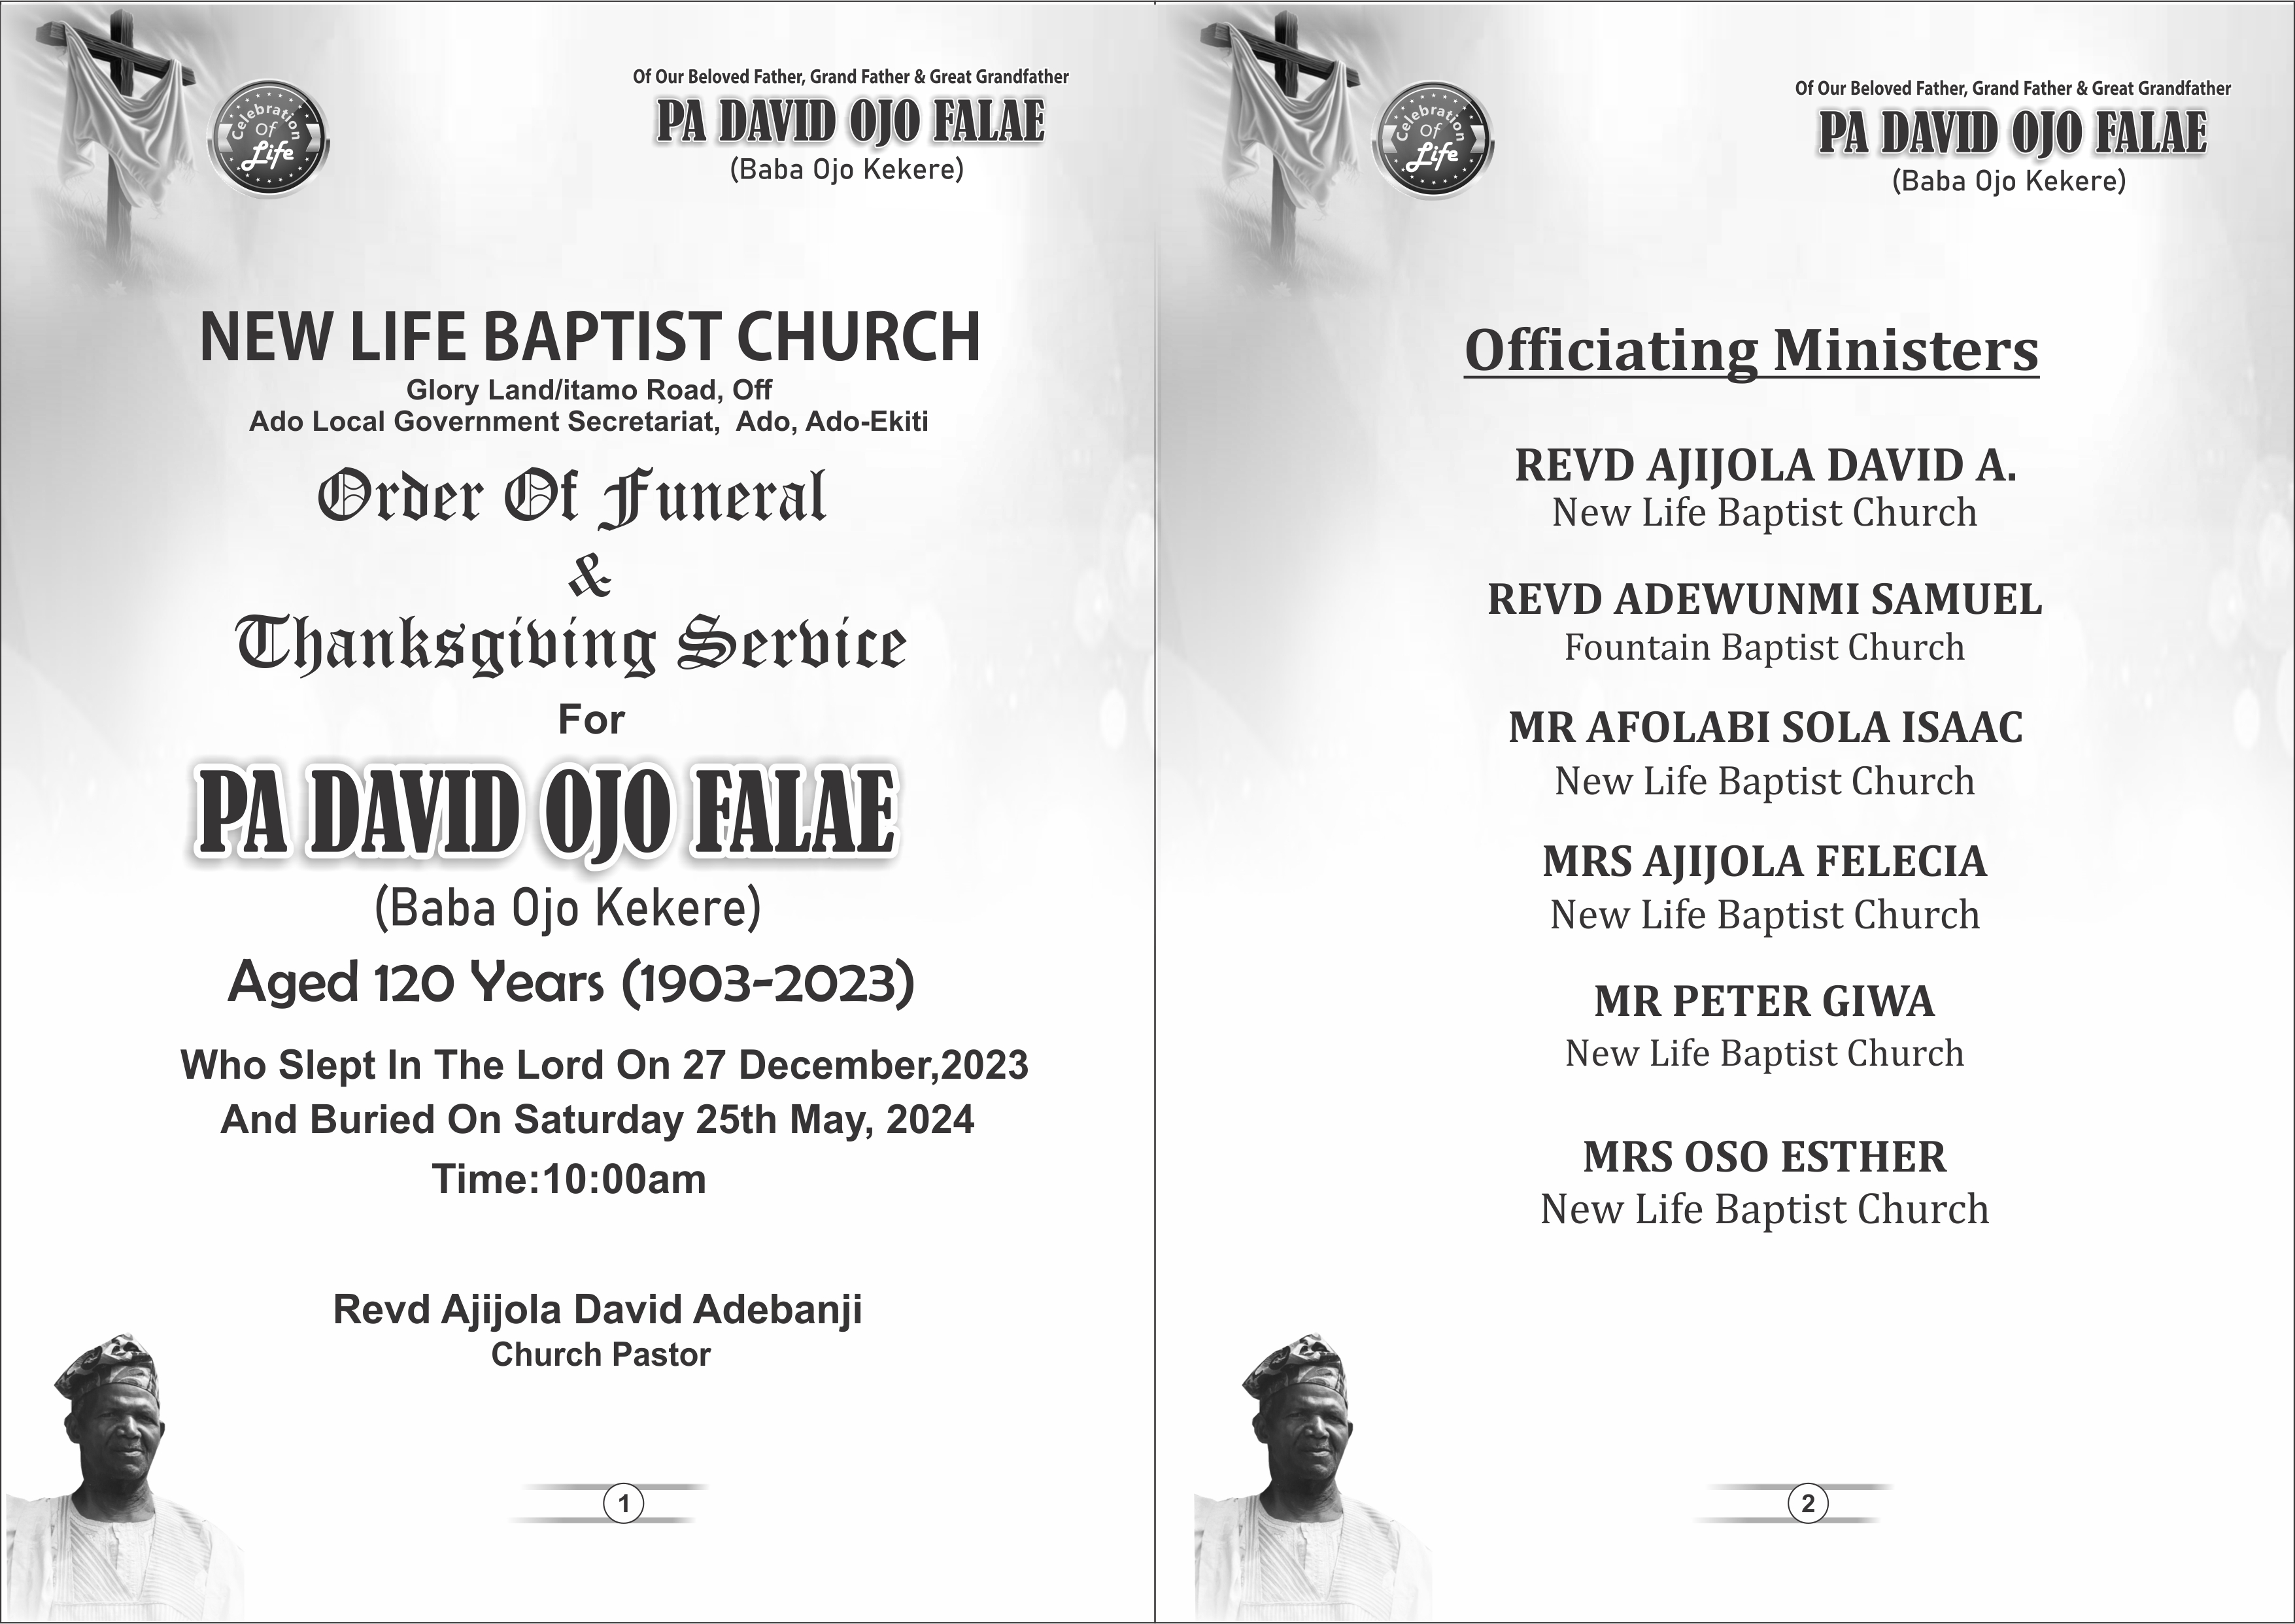 Celebration
Of
Life
Of Our Beloved Father, Grand Father & Great Grandfather
PA DAVID OJO FALAE
(Baba Ojo Kekere)
NEW LIFE BAPTIST CHURCH
Glory Land/itamo Road, Off
Ado Local Government Secretariat, Ado, Ado-Ekiti
Order Of Funeral
&
Thanksgiving Service
For
PA DAVID OJO FALAE
(Baba Ojo Kekere)
Aged 120 Years (1903-2023)
Who Slept In The Lord On 27 December,2023
And Buried On Saturday 25th May, 2024
Time:10:00am
Revd Ajijola David Adebanji
Church Pastor
1
Celebration
Of
Life
Of Our Beloved Father, Grand Father & Great Grandfather
PA DAVID OJO FALAE
(Baba Ojo Kekere)
Officiating Ministers
REVD AJIJOLA DAVID A.
New Life Baptist Church
REVD ADEWUNMI SAMUEL
Fountain Baptist Church
MR AFOLABI SOLA ISAAC
New Life Baptist Church
MRS AJIJOLA FELECIA
New Life Baptist Church
MR PETER GIWA
New Life Baptist Church
MRS OSO ESTHER
New Life Baptist Church
2